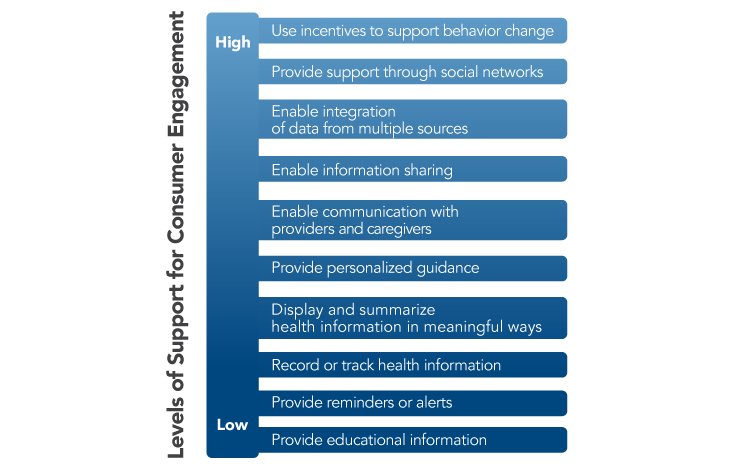 Levels of Support for Consumer Engagement
High
Use incentives to support behavior change
Provide support through social networks
Enable integration
of data from multiple sources
Enable information sharing
Enable communication with
providers and caregivers
Provide personalized guidance
Display and summarize
health information in meaningful ways
Record or track health information
Provide reminders or alerts
Low
Provide educational information